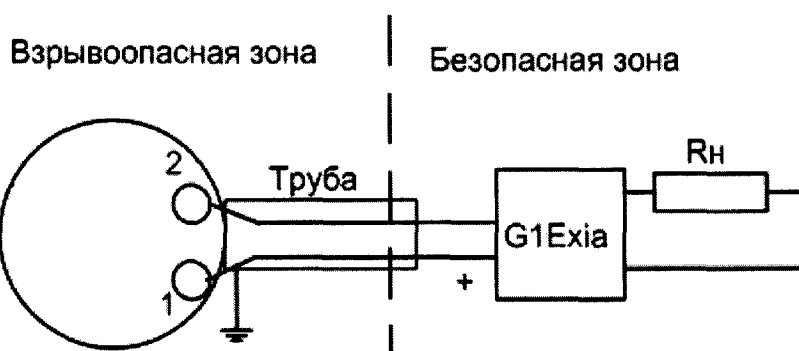 Взрывоопасная зона
Безопасная зона
2
Труба
Rн
G1Exia
1
+